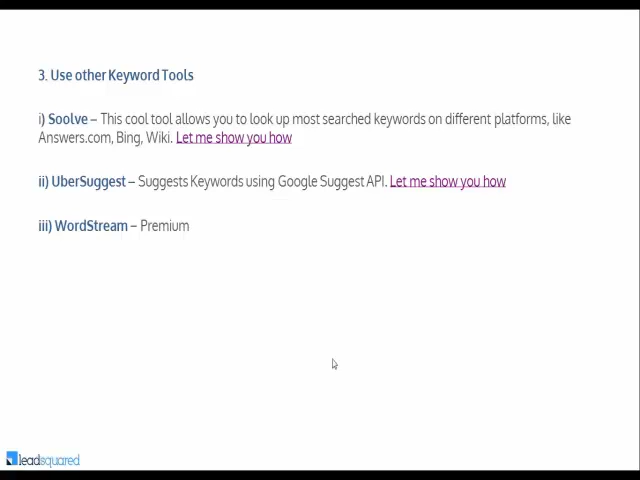 3. Use other Keyword Tools
i) Soolve – This cool tool allows you to look up most searched keywords on different platforms, like
Answers.com, Bing, Wiki. Let me show you how
ii) UberSuggest – Suggests Keywords using Google Suggest API. Let me show you how
iii) WordStream – Premium
leadsquared